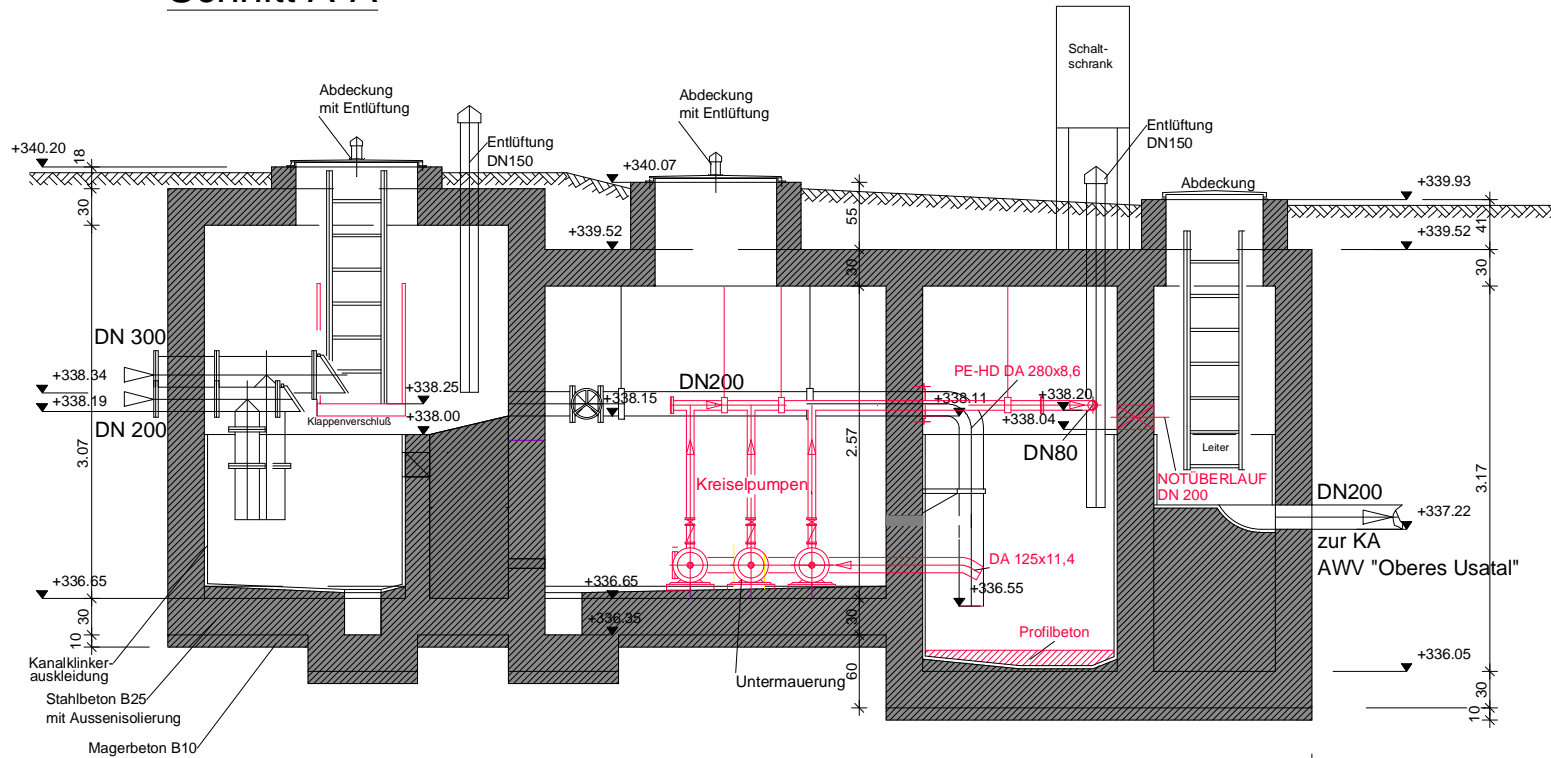 Schnitt A-A
Schalt-
schrank
Abdeckung
mit Entlüftung
Abdeckung
mit Entlüftung
Entlüftung
DN150
Entlüftung
DN150
+340.20
18
+340.07
Abdeckung
+339.93
30
55
41
+339.52
+339.52
30
30
DN 300
+338.34
+338.19
DN 200
3.07
+338.25
+338.00
Klappenverschluß
+338.15
DN200
PE-HD DA 280x8,6
+338.11
+338.20
+338.04
DN80
2.57
Leiter
NOTÜBERLAUF
DN 200
3.17
Kreiselpumpen
DN200
+337.22
zur KA
AWV "Oberes Usatal"
DA 125x11,4
+336.65
+336.65
+336.55
30
+336.35
30
10
Profilbeton
+336.05
60
30
10
Kanalklinker-
auskleidung
Stahlbeton B25
mit Aussenisolierung
Magerbeton B10
Untermauerung